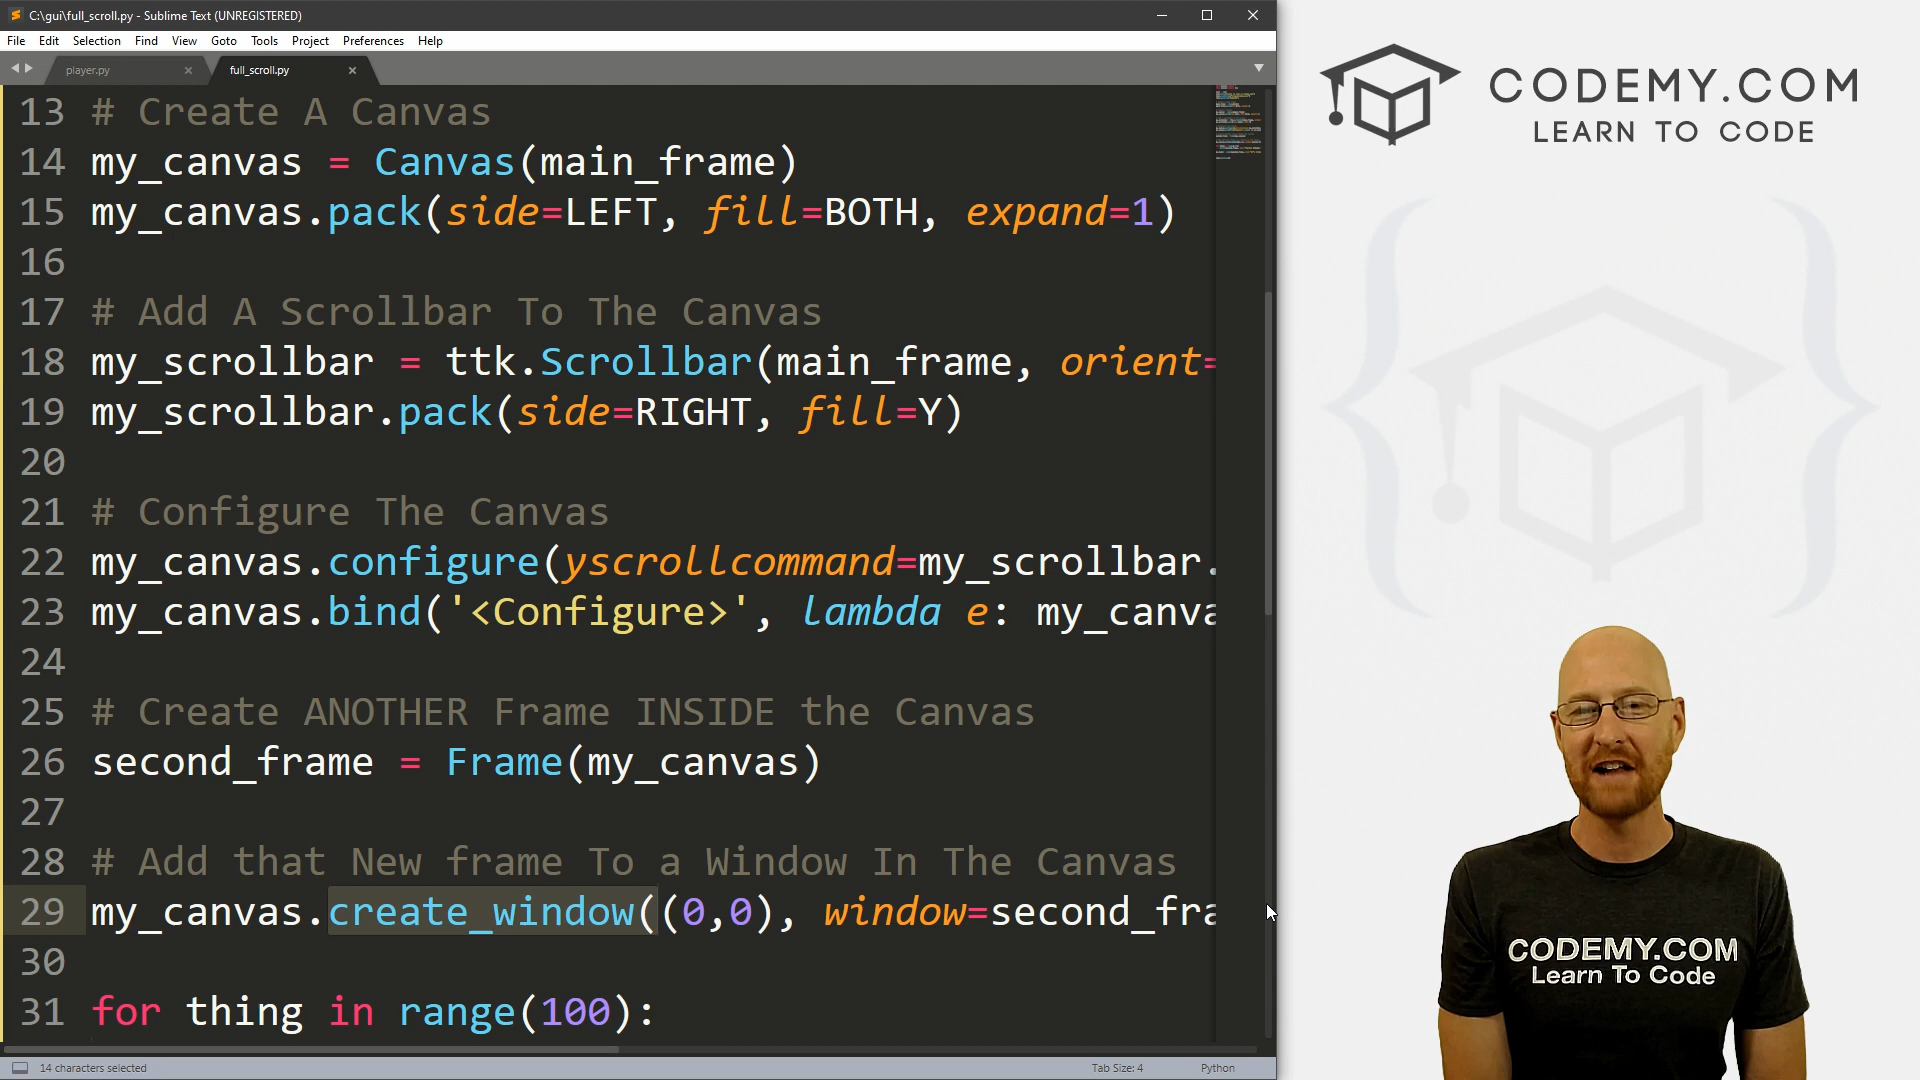 C:\gui\full_scroll.py - Sublime Text (UNREGISTERED)
File Edit Selection Find View Goto Tools Project Preferences Help
player.py full_scroll.py
13 # Create A Canvas
14 my_canvas = Canvas(main_frame)
15 my_canvas.pack(side=LEFT, fill=BOTH, expand=1)
16
17 # Add A Scrollbar To The Canvas
18 my_scrollbar = ttk.Scrollbar(main_frame, orient=
19 my_scrollbar.pack(side=RIGHT, fill=Y)
20
21 # Configure The Canvas
22 my_canvas.configure(yscrollcommand=my_scrollbar.
23 my_canvas.bind('<Configure>', lambda e: my_canva
24
25 # Create ANOTHER Frame INSIDE the Canvas
26 second_frame = Frame(my_canvas)
27
28 # Add that New frame To a Window In The Canvas
29 my_canvas.create_window((0,0), window=second_fra
30
31 for thing in range(100):
14 characters selected
Tab Size: 4 Python
CODEMY.COM
LEARN TO CODE
CODEMY.COM
Learn To Code